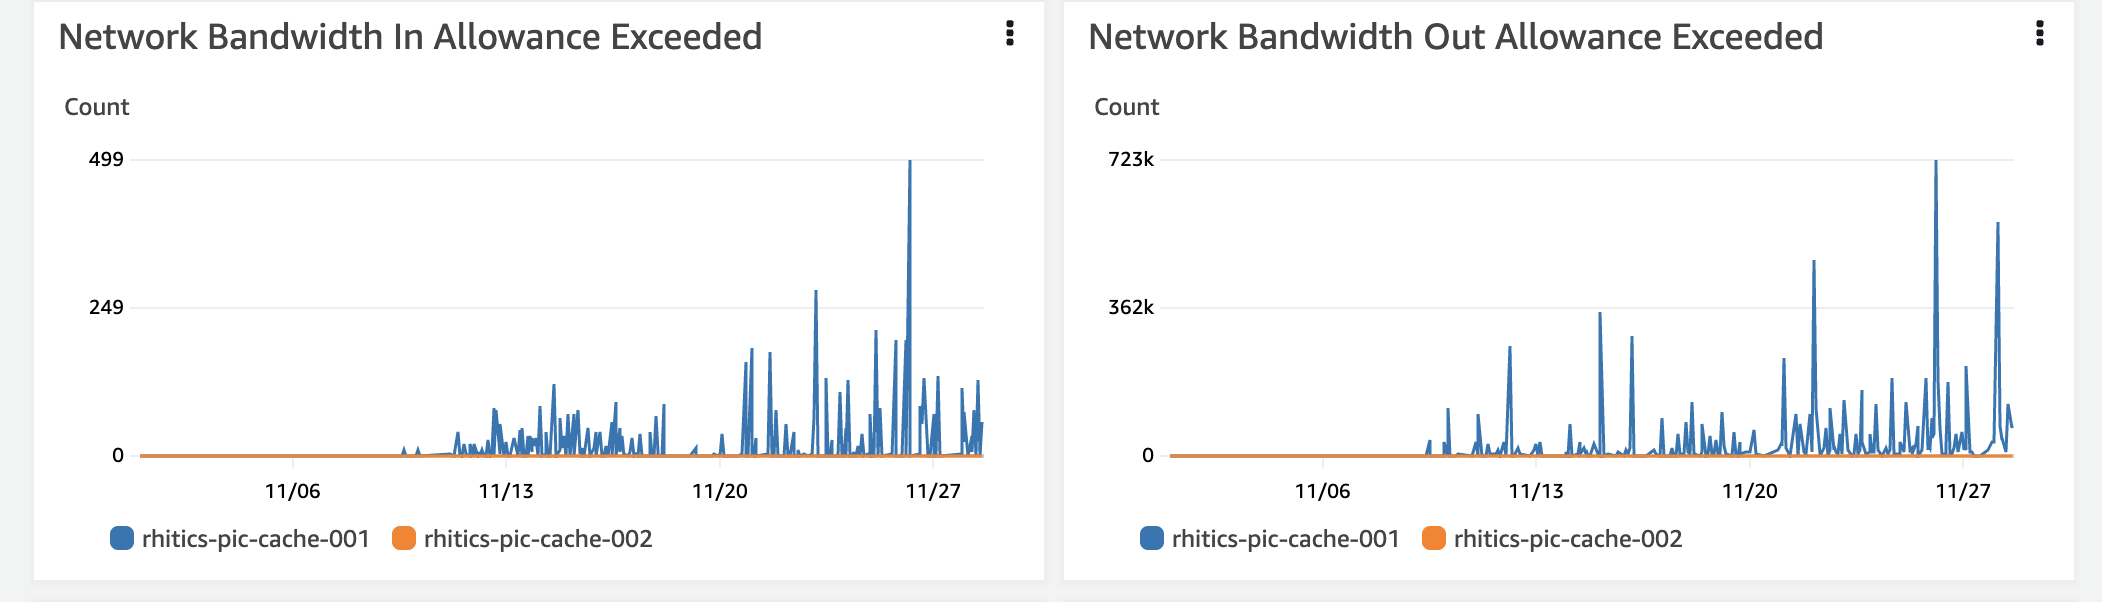 Network Bandwidth In Allowance Exceeded
Count
499
249
0
11/06 11/13 11/20 11/27
rhitics-pic-cache-001 rhitics-pic-cache-002
Network Bandwidth Out Allowance Exceeded
Count
723k
362k
0
11/06 11/13 11/20 11/27
rhitics-pic-cache-001 rhitics-pic-cache-002